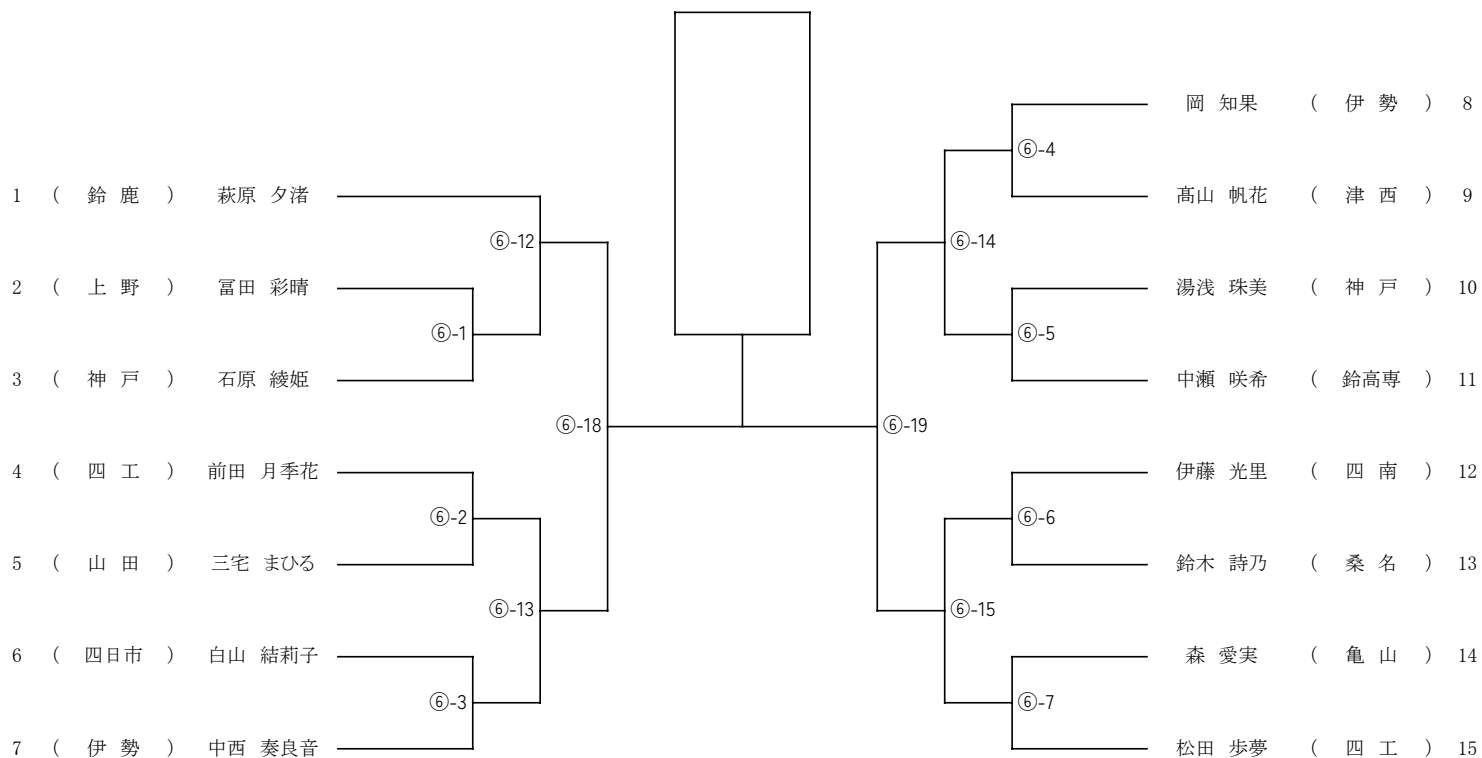 岡 知果 ( 伊 勢 ) 8
⑥-4
1 ( 鈴 鹿 ) 萩原 夕渚
髙山 帆花 ( 津 西 ) 9
⑥-12
⑥-14
2 ( 上 野 ) 冨田 彩晴
湯浅 珠美 ( 神 戸 ) 10
⑥-1
⑥-5
3 ( 神 戸 ) 石原 綾姫
中瀬 咲希 ( 鈴高専 ) 11
⑥-18
⑥-19
4 ( 四 工 ) 前田 月季花
伊藤 光里 ( 四 南 ) 12
⑥-2
⑥-6
5 ( 山 田 ) 三宅 まひる
鈴木 詩乃 ( 桑 名 ) 13
⑥-13
⑥-15
6 ( 四日市 ) 白山 結莉子
森 愛実 ( 亀 山 ) 14
⑥-3
⑥-7
7 ( 伊 勢 ) 中西 奏良音
松田 歩夢 ( 四 工 ) 15